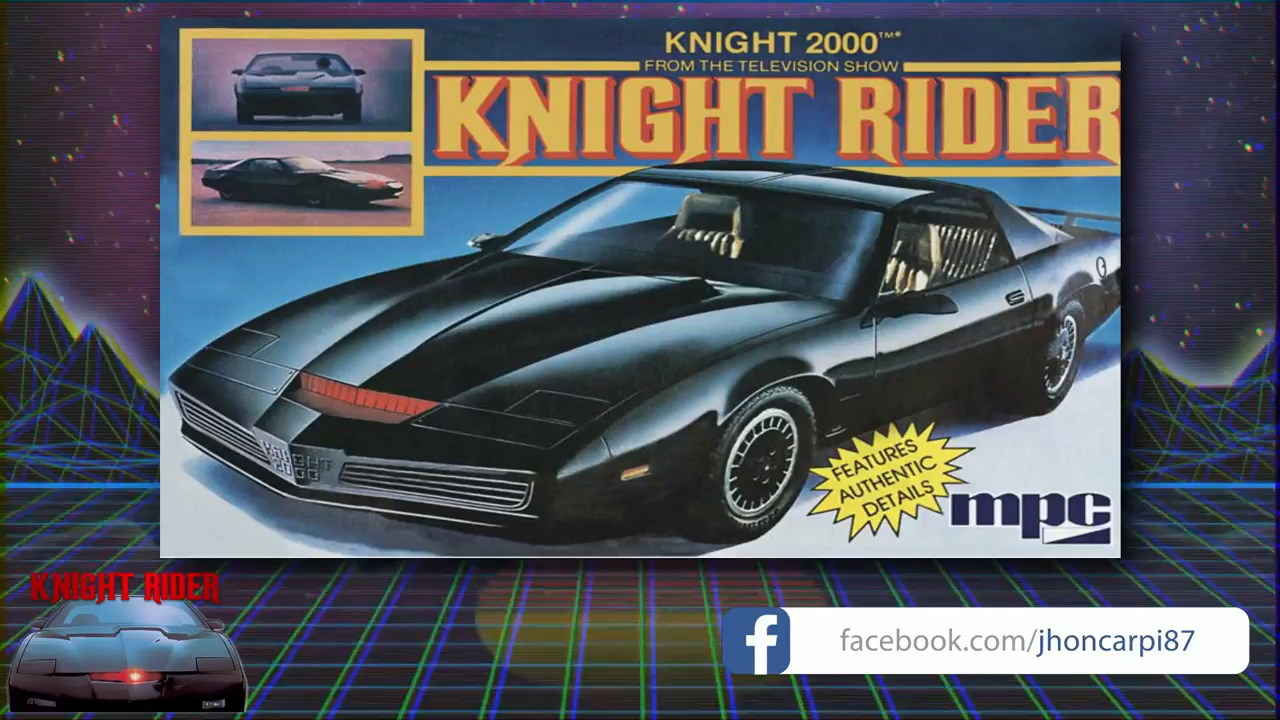 KNIGHT 2000™*
FROM THE TELEVISION SHOW
KNIGHT RIDER
KNIGHT
2000
FEATURES
AUTHENTIC
DETAILS
mpc
KNIGHT RIDER
facebook.com/jhoncarpi87